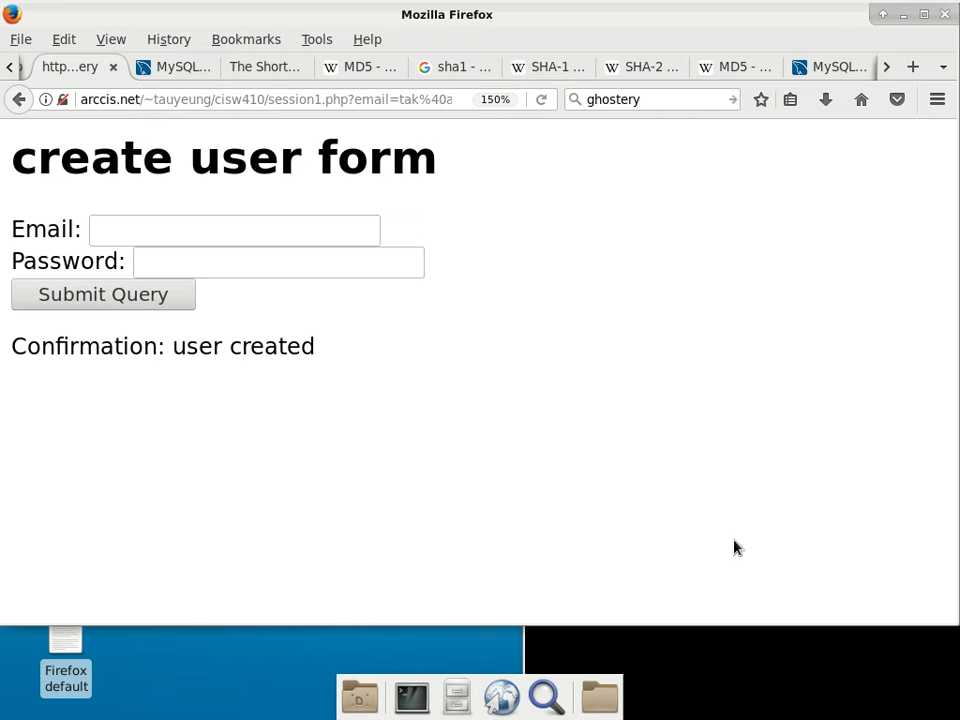 Mozilla Firefox
File Edit View History Bookmarks Tools Help
http...ery MySQL... The Short... MD5 - ... sha1 - ... SHA-1 ... SHA-2 ... MD5 - ... MySQL...
arccis.net/~tauyeung/cisw410/session1.php?email=tak%40a 150% ghostery
create user form
Email:
Password:
Submit Query
Confirmation: user created
Firefox
default